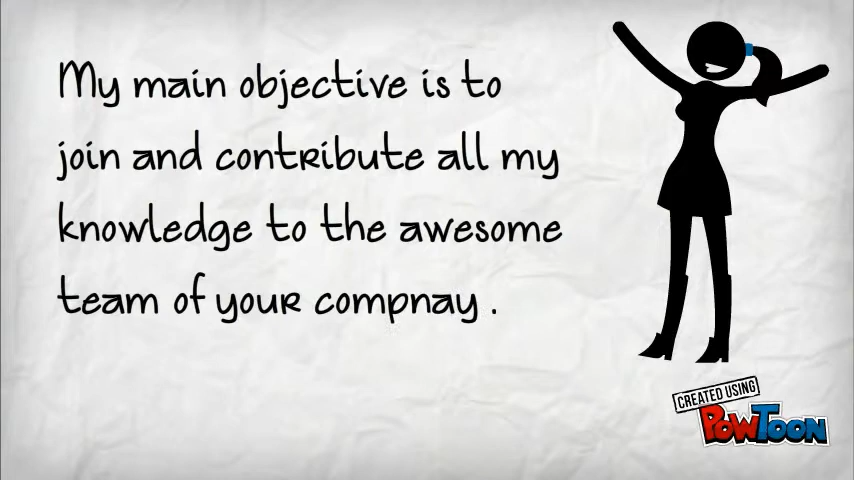 My main objective is to
join and contribute all my
knowledge to the awesome
team of your compnay .
CREATED USING
POWTOON